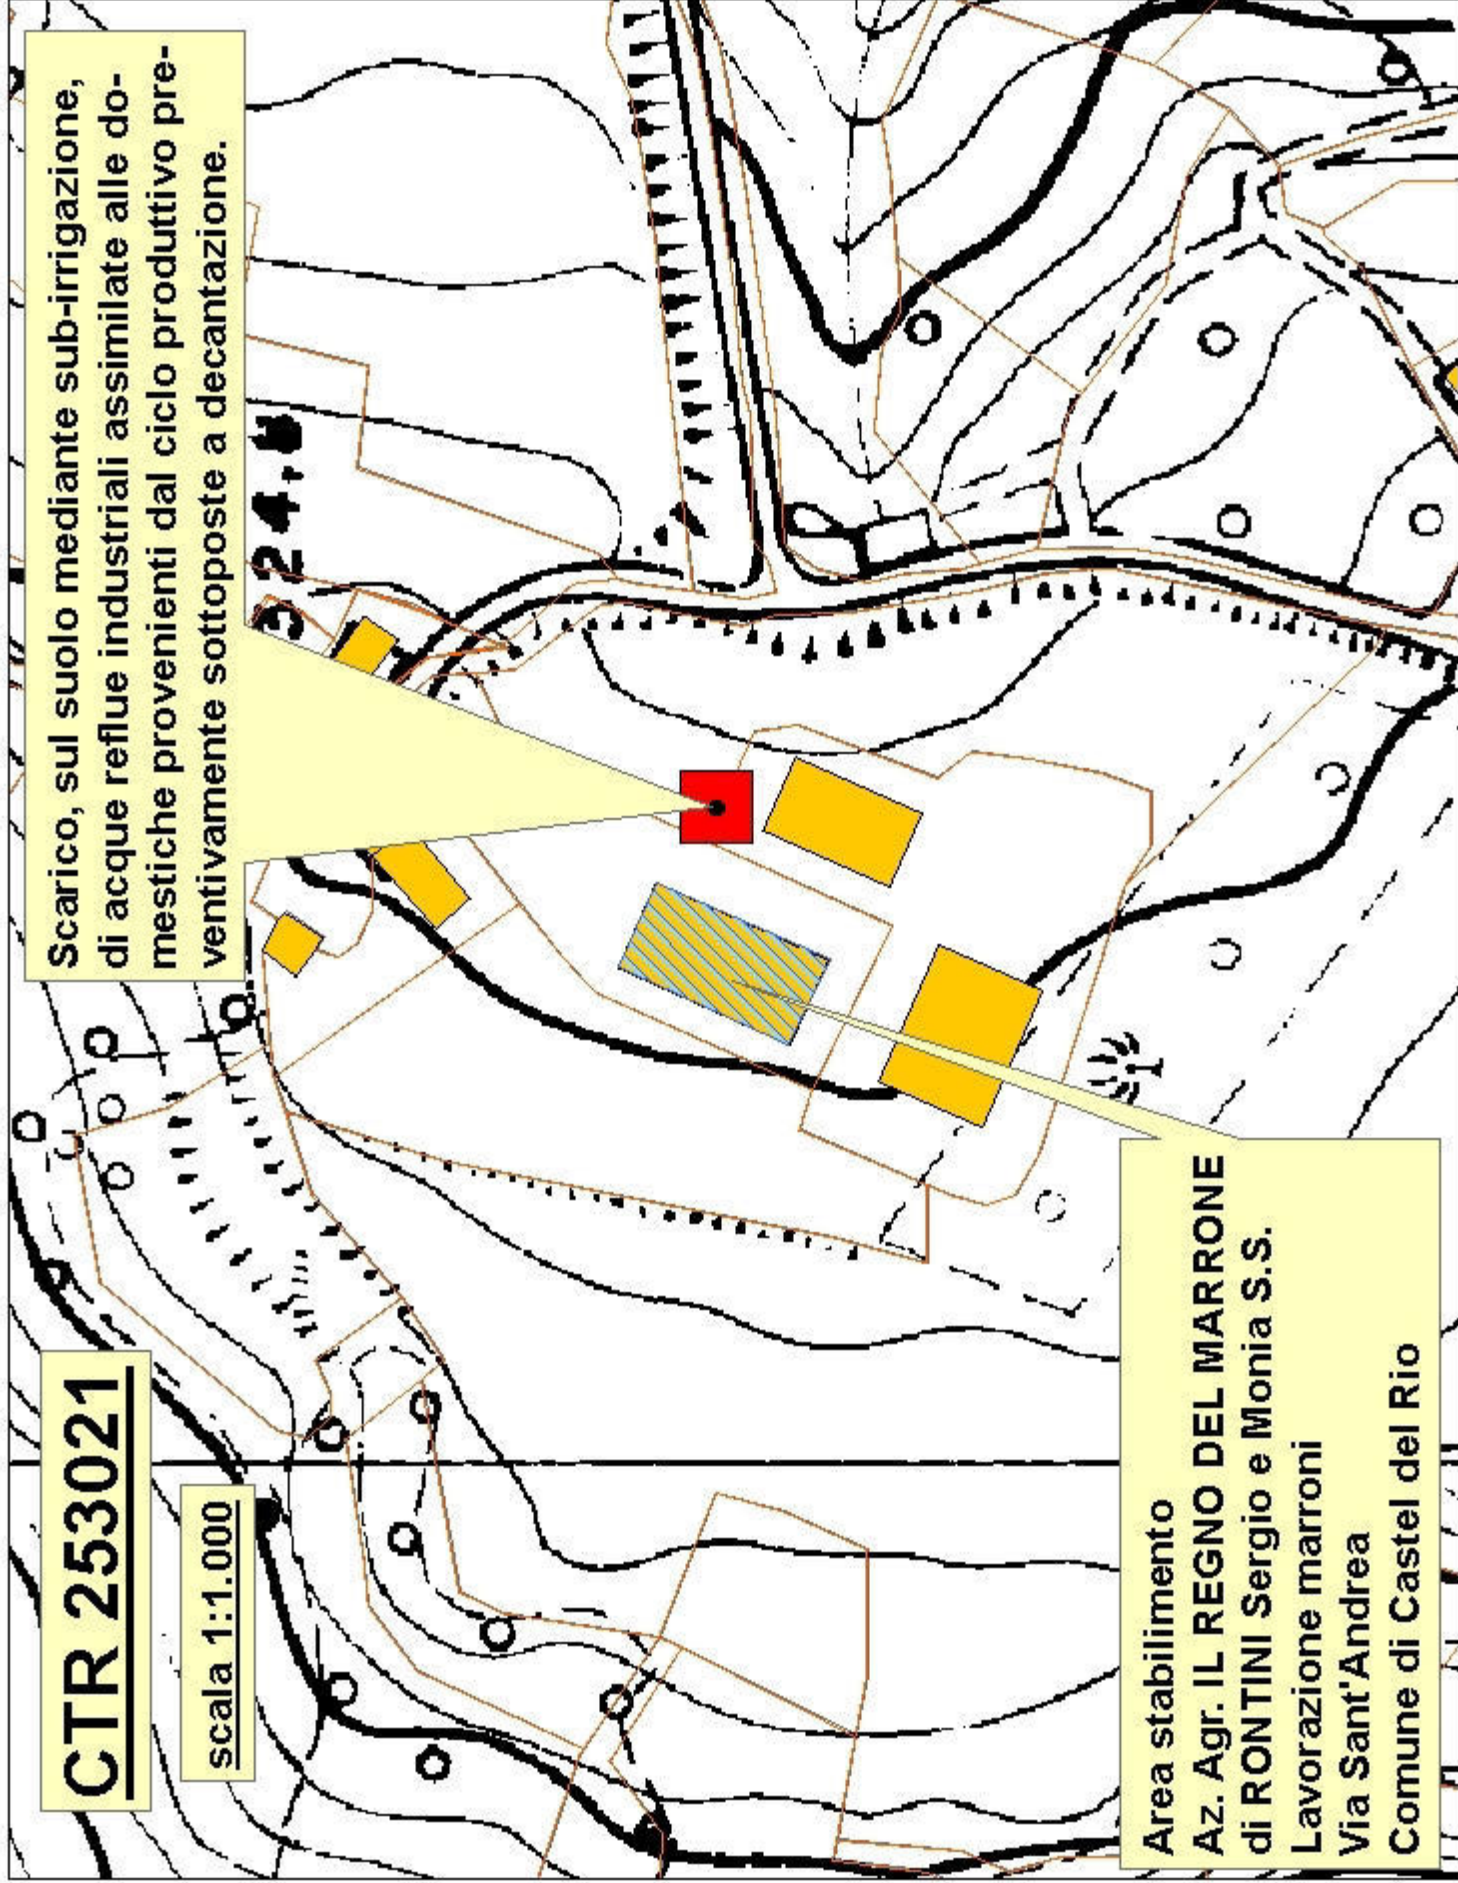 CTR 253021
scala 1:1.000
Scarico, sul suolo mediante sub-irrigazione,
di acque reflue industriali assimilate alle do-
mestiche provenienti dal ciclo produttivo pre-
ventivamente sottoposte a decantazione.
Area stabilimento
Az. Agr. IL REGNO DEL MARRONE
di RONTINI Sergio e Monia S.S.
Lavorazione marroni
Via Sant'Andrea
Comune di Castel del Rio